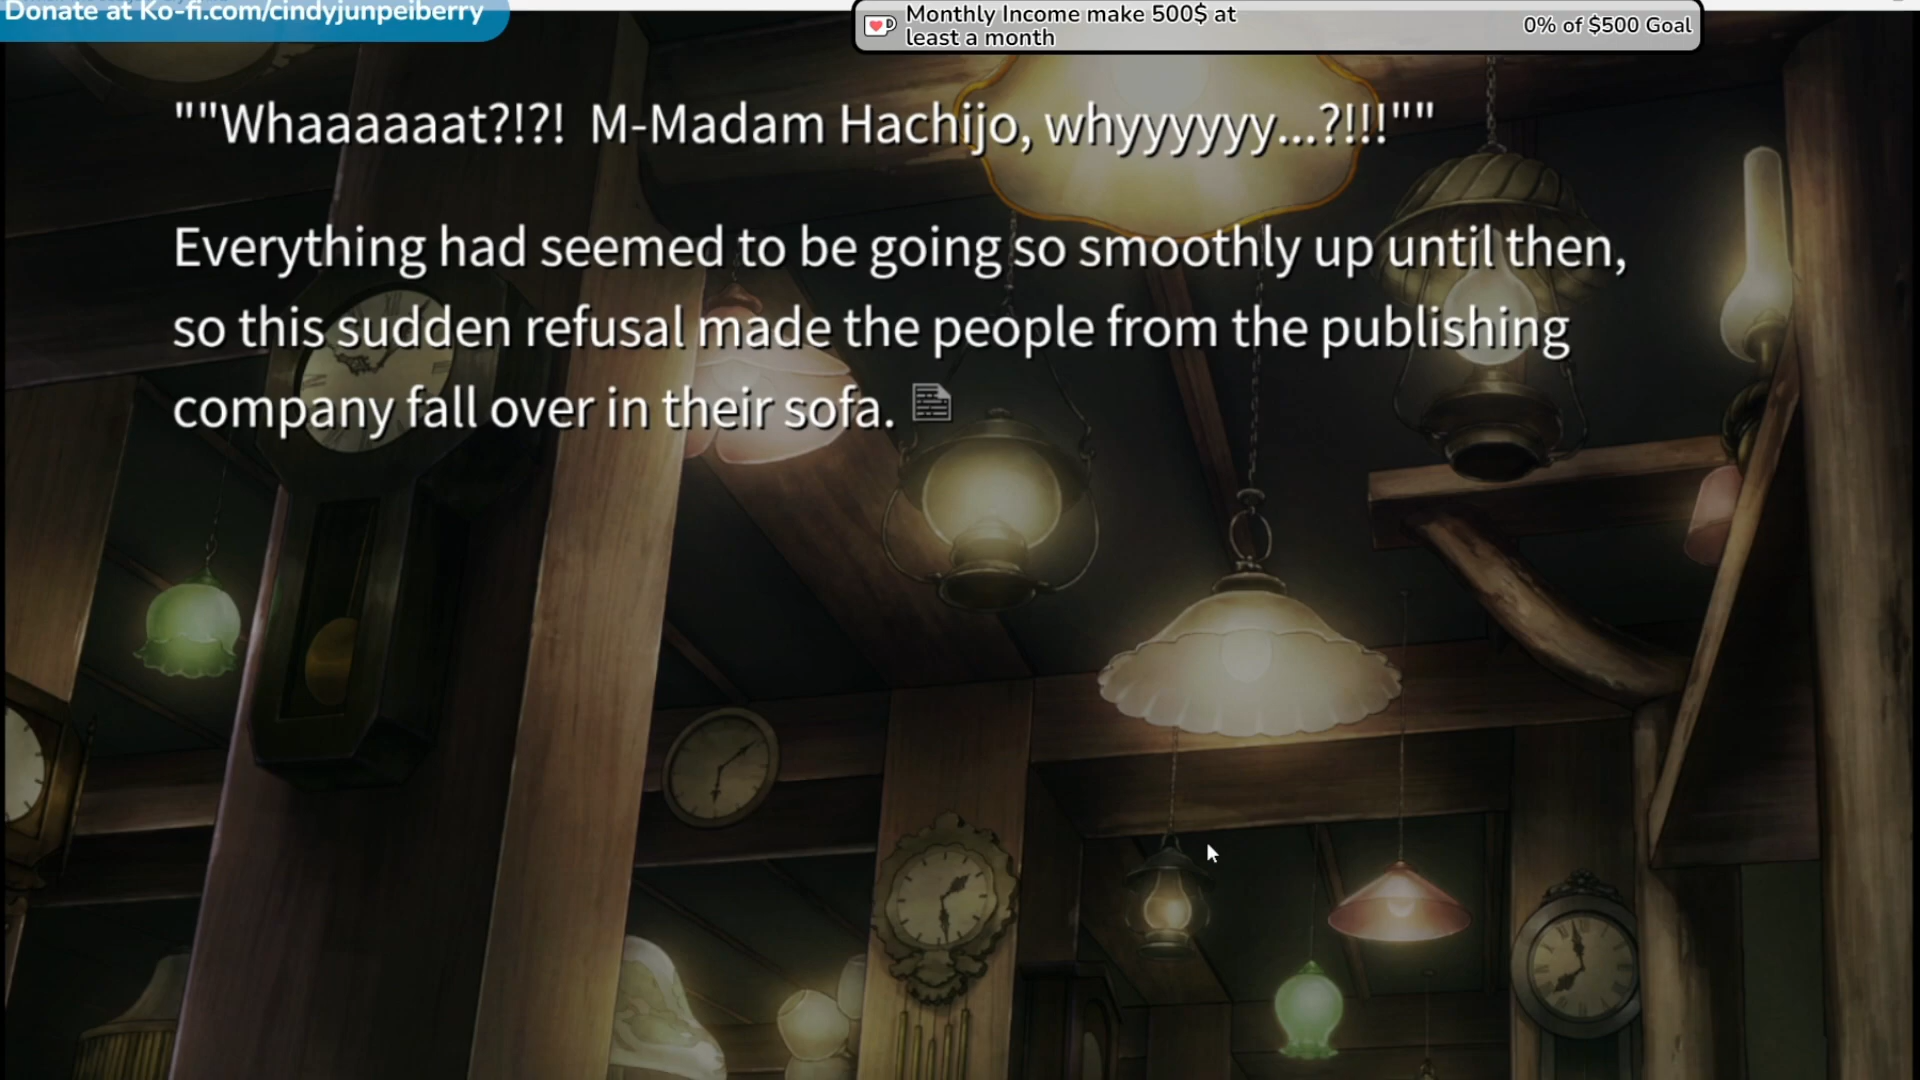 Donate at Ko-fi.com/cindyjunpeiberry
Monthly Income make 500$ at
least a month
0% of $500 Goal
""Whaaaaaat?!?!  M-Madam Hachijo, whyyyyyy...?!!!""
Everything had seemed to be going so smoothly up until then,
so this sudden refusal made the people from the publishing
company fall over in their sofa.